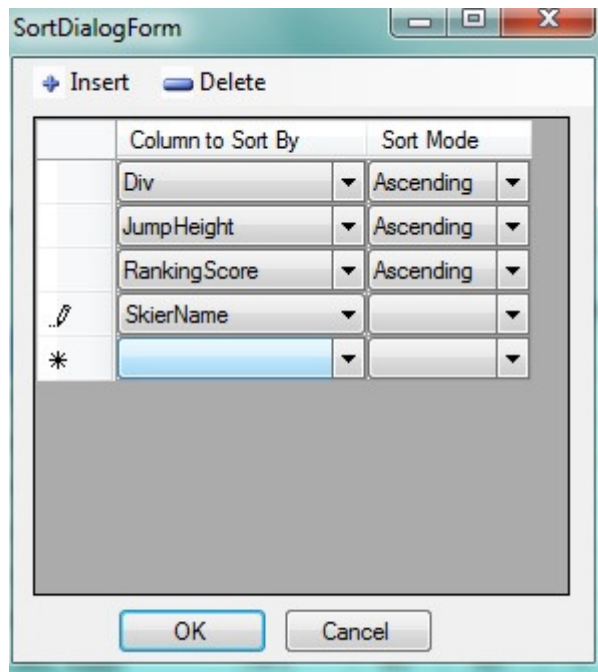 SortDialogForm
Insert Delete
Column to Sort By Sort Mode
Div Ascending
JumpHeight Ascending
RankingScore Ascending
SkierName
OK Cancel